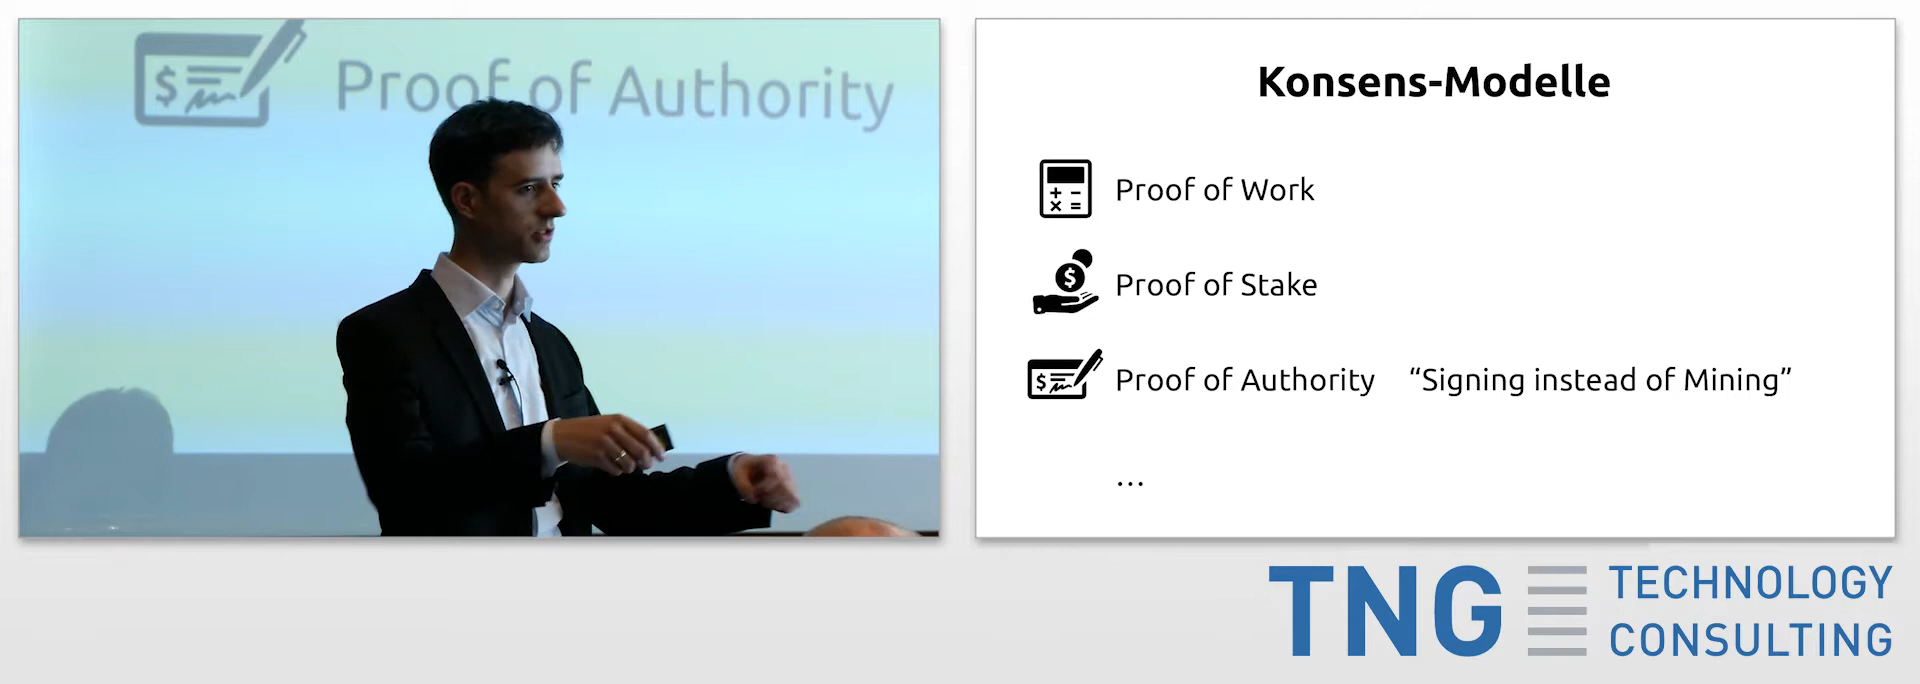 $ Proof of Authority
Konsens-Modelle
+ −
× =
Proof of Work
$
Proof of Stake
$
Proof of Authority “Signing instead of Mining”
...
TNG TECHNOLOGY
CONSULTING